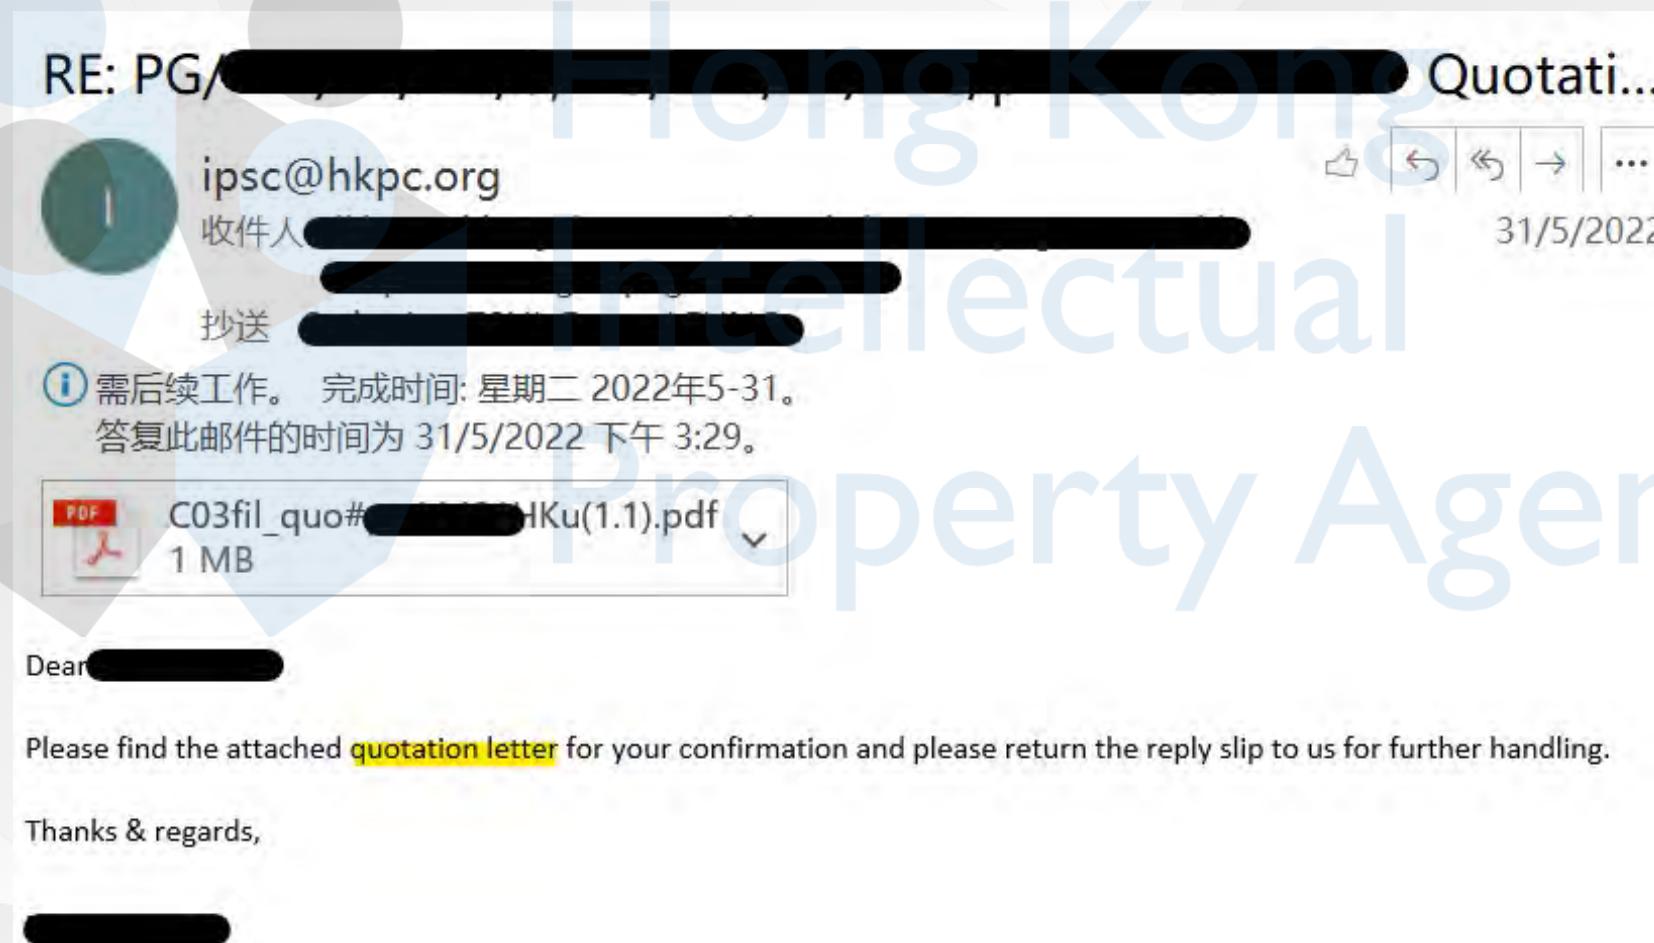 RE: PG/ Quotati...
ipsc@hkpc.org
收件人
31/5/2022
抄送
需后续工作。 完成时间: 星期二 2022年5-31。
答复此邮件的时间为 31/5/2022 下午 3:29。
PDF
C03fil_quo# HKu(1.1).pdf
1 MB
Dear
Please find the attached quotation letter for your confirmation and please return the reply slip to us for further handling.
Thanks & regards,
Hong Kong
Intellectual
Property Agen